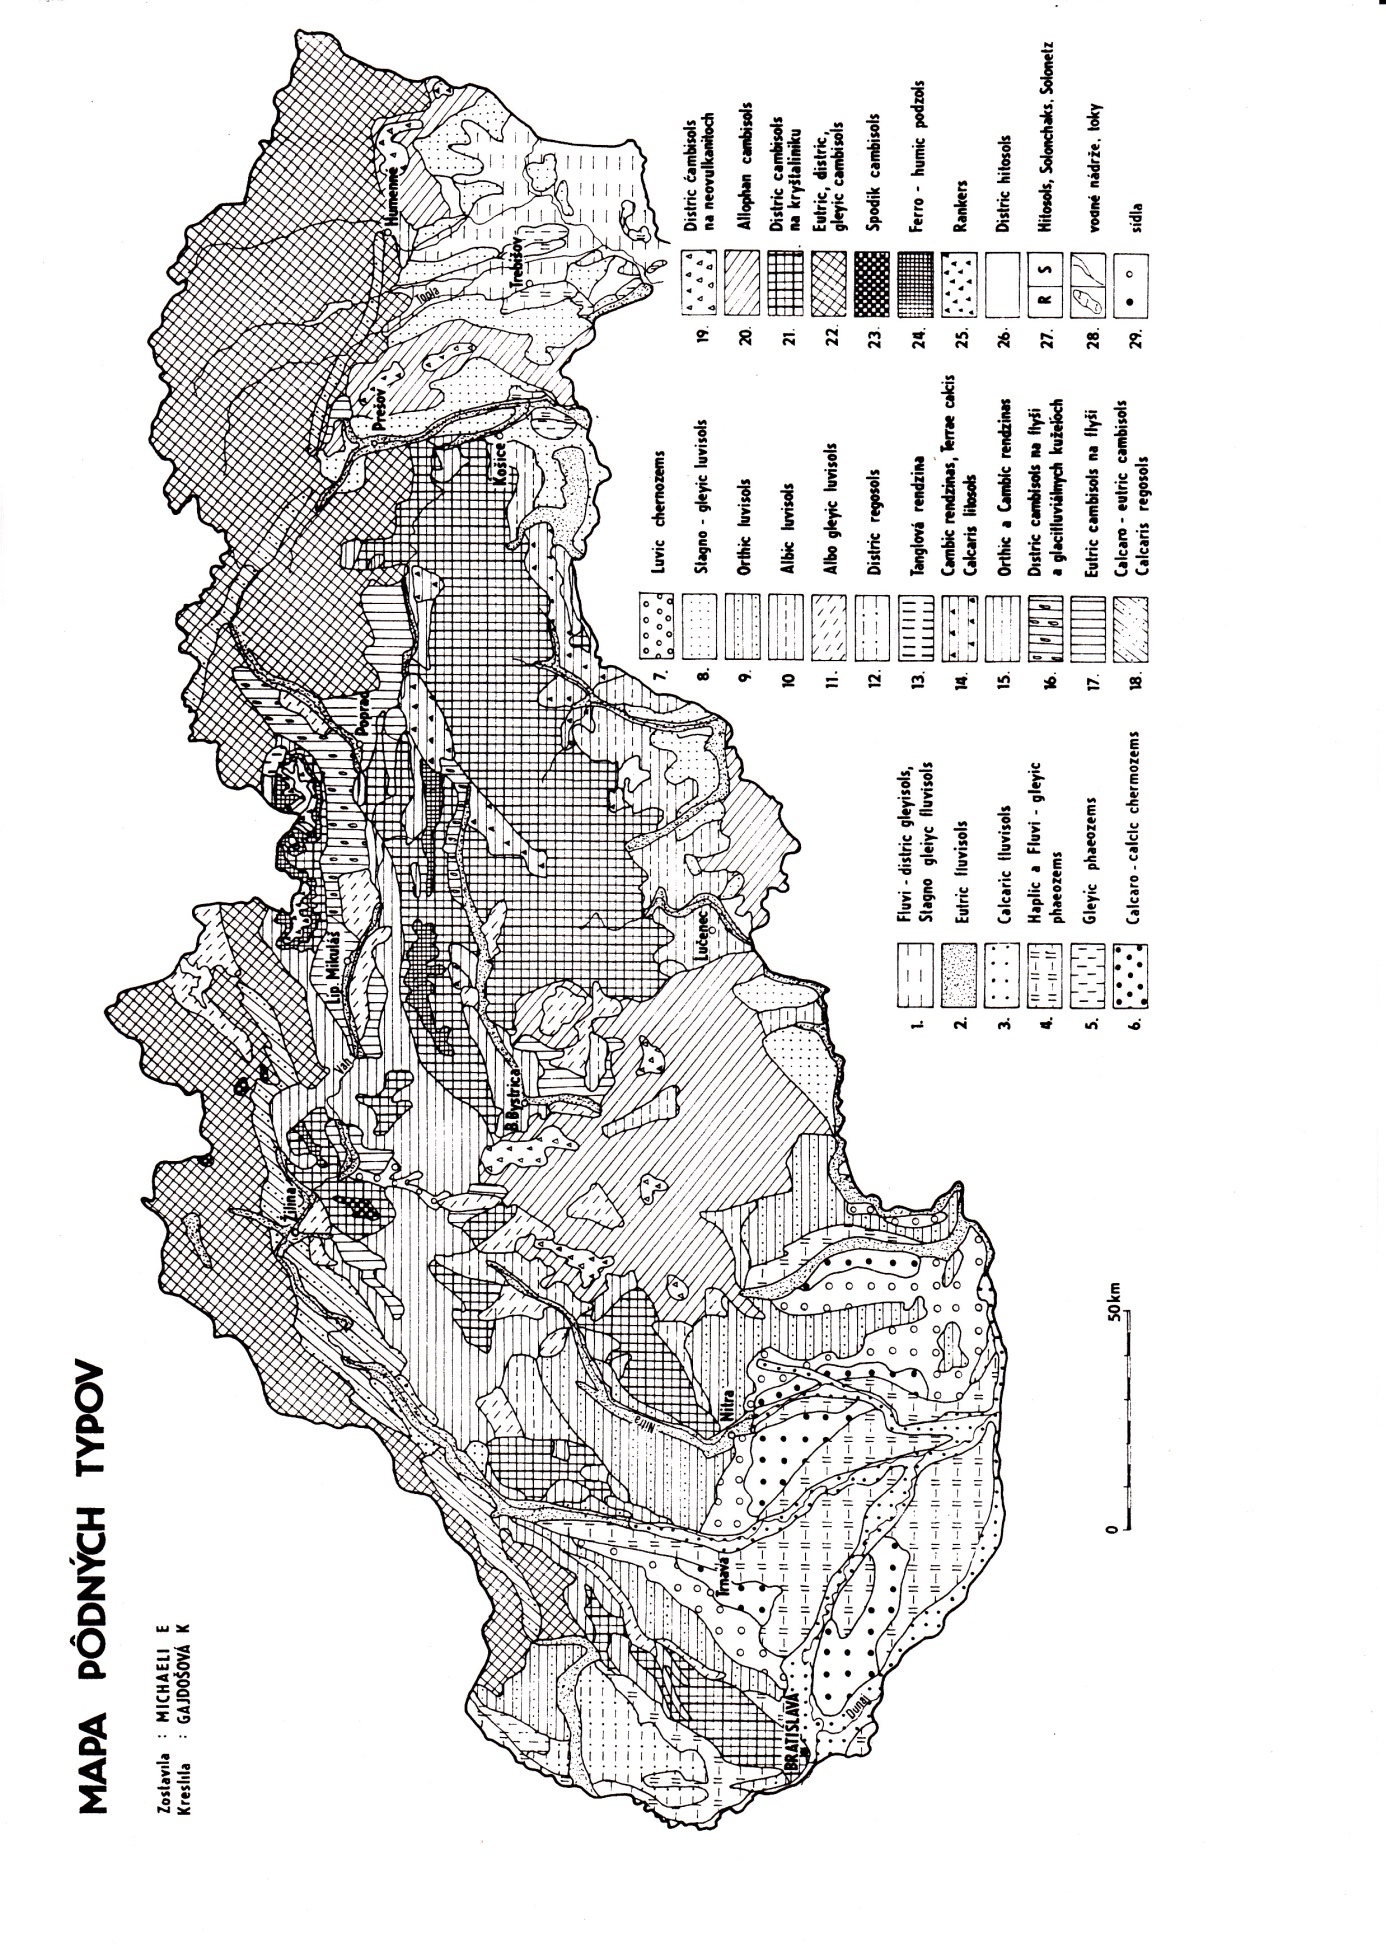 MAPA PÔDNÝCH TYPOV
Zostavila : MICHAELI E
Kreslila : GAJDOŠOVÁ K
Žilina
Váh
Lip. Mikuláš
Poprad
Prešov
Topľa
Humenné
Košice
Trebišov
B.Bystrica
Lučenec
Nitra
Nitra
Trnava
BRATISLAVA
Dunaj
0 50 km
1. Fluvi - distric gleyisols,
Stagno gleiyc fluvisols
2. Eutric fluvisols
3. Calcaric fluvisols
4. Haplic a Fluvi - gleyic
phaeozems
5. Gleyic phaeozems
6. Calcaro - calcic chermozems
7. Luvic chernozems
8. Stagno - gleyic luvisols
9. Orthic luvisols
10 Albic luvisols
11. Albo gleyic luvisols
12. Distric regosols
13. Tanglová rendzina
14. Cambic rendzinas, Terrae calcis
Calcaris litosols
15. Orthic a Cambic rendzinas
16. Distric cambisols na flyši
a glacifluviálnych kužeľoch
17. Eutric cambisols na flyši
18. Calcaro - eutric cambisols
Calcaris regosols
19. Distric cambisols
na neovulkanitoch
20. Allophan cambisols
21. Distric cambisols
na kryštaliniku
22. Eutric, distric,
gleyic cambisols
23. Spodik cambisols
24. Ferro - humic podzols
25. Rankers
26. Distric hitosols
27. R S Hitosols, Solonchaks, Solonetz
28. vodné nádrže, toky
29. sídla